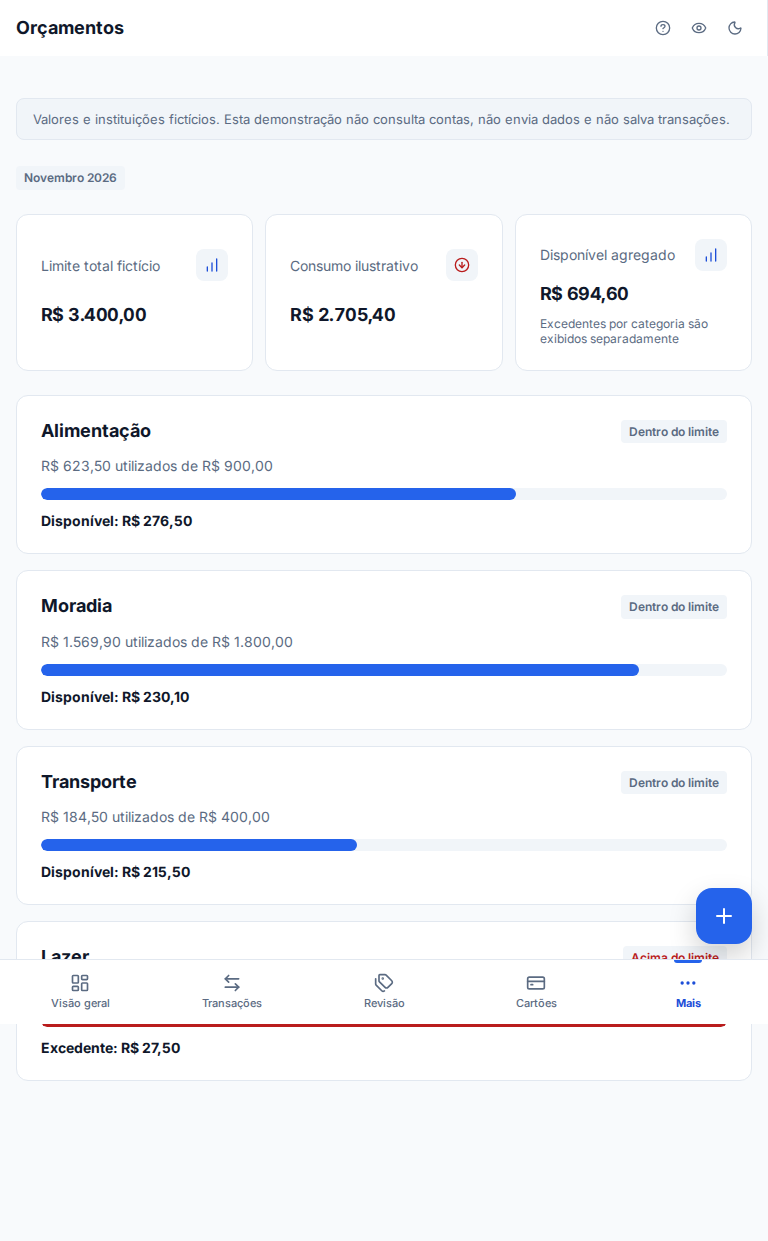 Orçamentos
Valores e instituições fictícios. Esta demonstração não consulta contas, não envia dados e não salva transações.
Novembro 2026
Limite total fictício
R$ 3.400,00
Consumo ilustrativo
R$ 2.705,40
Disponível agregado
R$ 694,60
Excedentes por categoria são
exibidos separadamente
Alimentação
Dentro do limite
R$ 623,50 utilizados de R$ 900,00
Disponível: R$ 276,50
Moradia
Dentro do limite
R$ 1.569,90 utilizados de R$ 1.800,00
Disponível: R$ 230,10
Transporte
Dentro do limite
R$ 184,50 utilizados de R$ 400,00
Disponível: R$ 215,50
Lazer
Acima do limite
Visão geral
Transações
Revisão
Cartões
Mais
Excedente: R$ 27,50